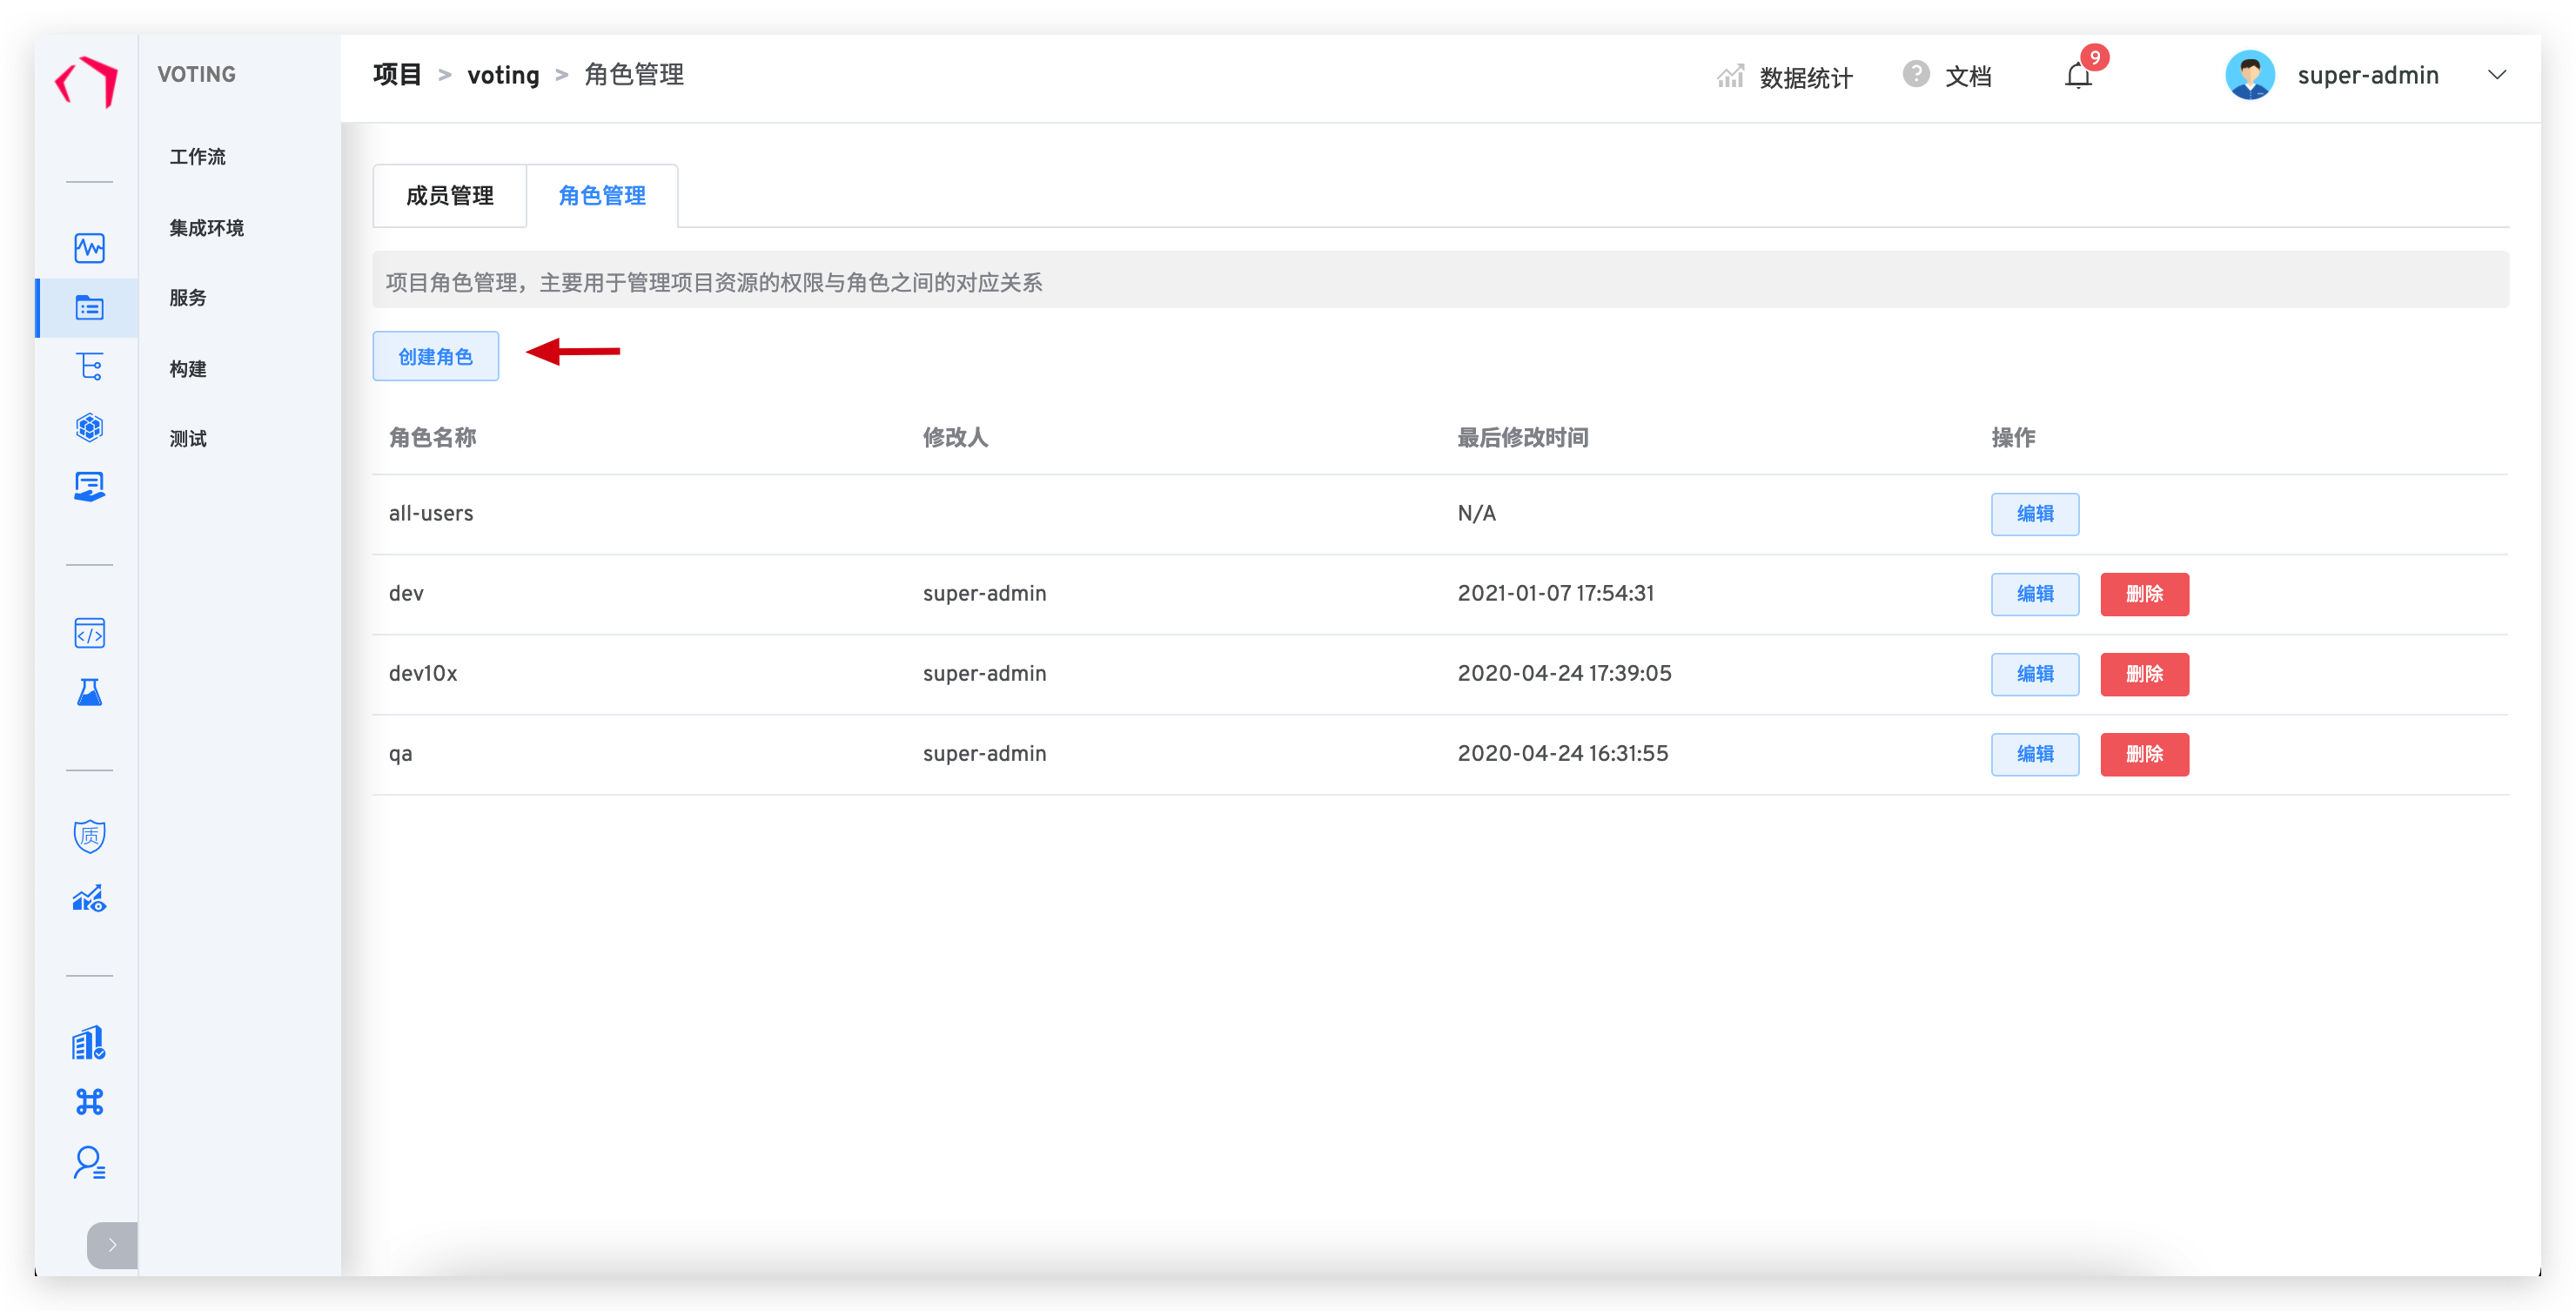 VOTING
工作流
集成环境
服务
构建
测试
项目 > voting > 角色管理
数据统计
? 文档
9
super-admin
成员管理 角色管理
项目角色管理，主要用于管理项目资源的权限与角色之间的对应关系
创建角色
角色名称 修改人 最后修改时间 操作
all-users N/A 编辑
dev super-admin 2021-01-07 17:54:31 编辑 删除
dev10x super-admin 2020-04-24 17:39:05 编辑 删除
qa super-admin 2020-04-24 16:31:55 编辑 删除
质